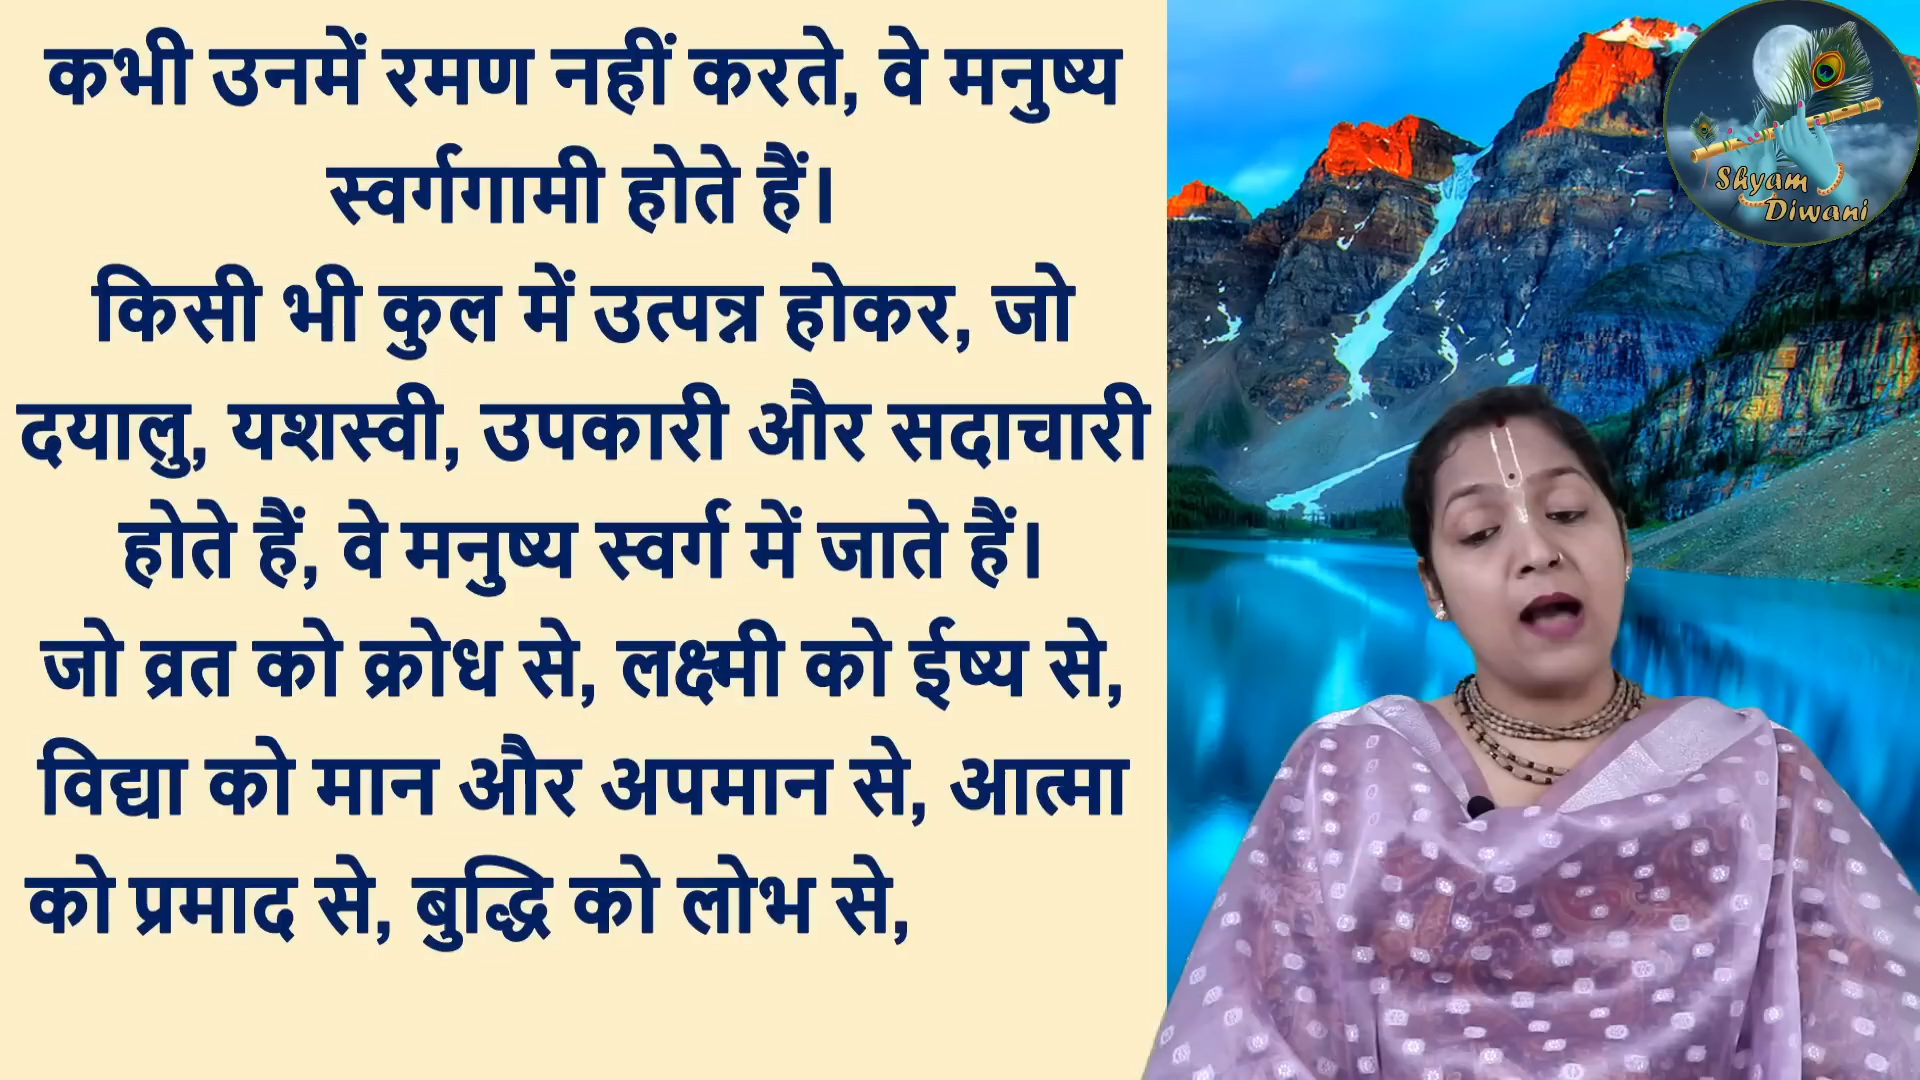 कभी उनमें रमण नहीं करते, वे मनुष्य
स्वर्गगामी होते हैं।
किसी भी कुल में उत्पन्न होकर, जो
दयालु, यशस्वी, उपकारी और सदाचारी
होते हैं, वे मनुष्य स्वर्ग में जाते हैं।
जो व्रत को क्रोध से, लक्ष्मी को ईष्य से,
विद्या को मान और अपमान से, आत्मा
को प्रमाद से, बुद्धि को लोभ से,
Shyam
Diwani